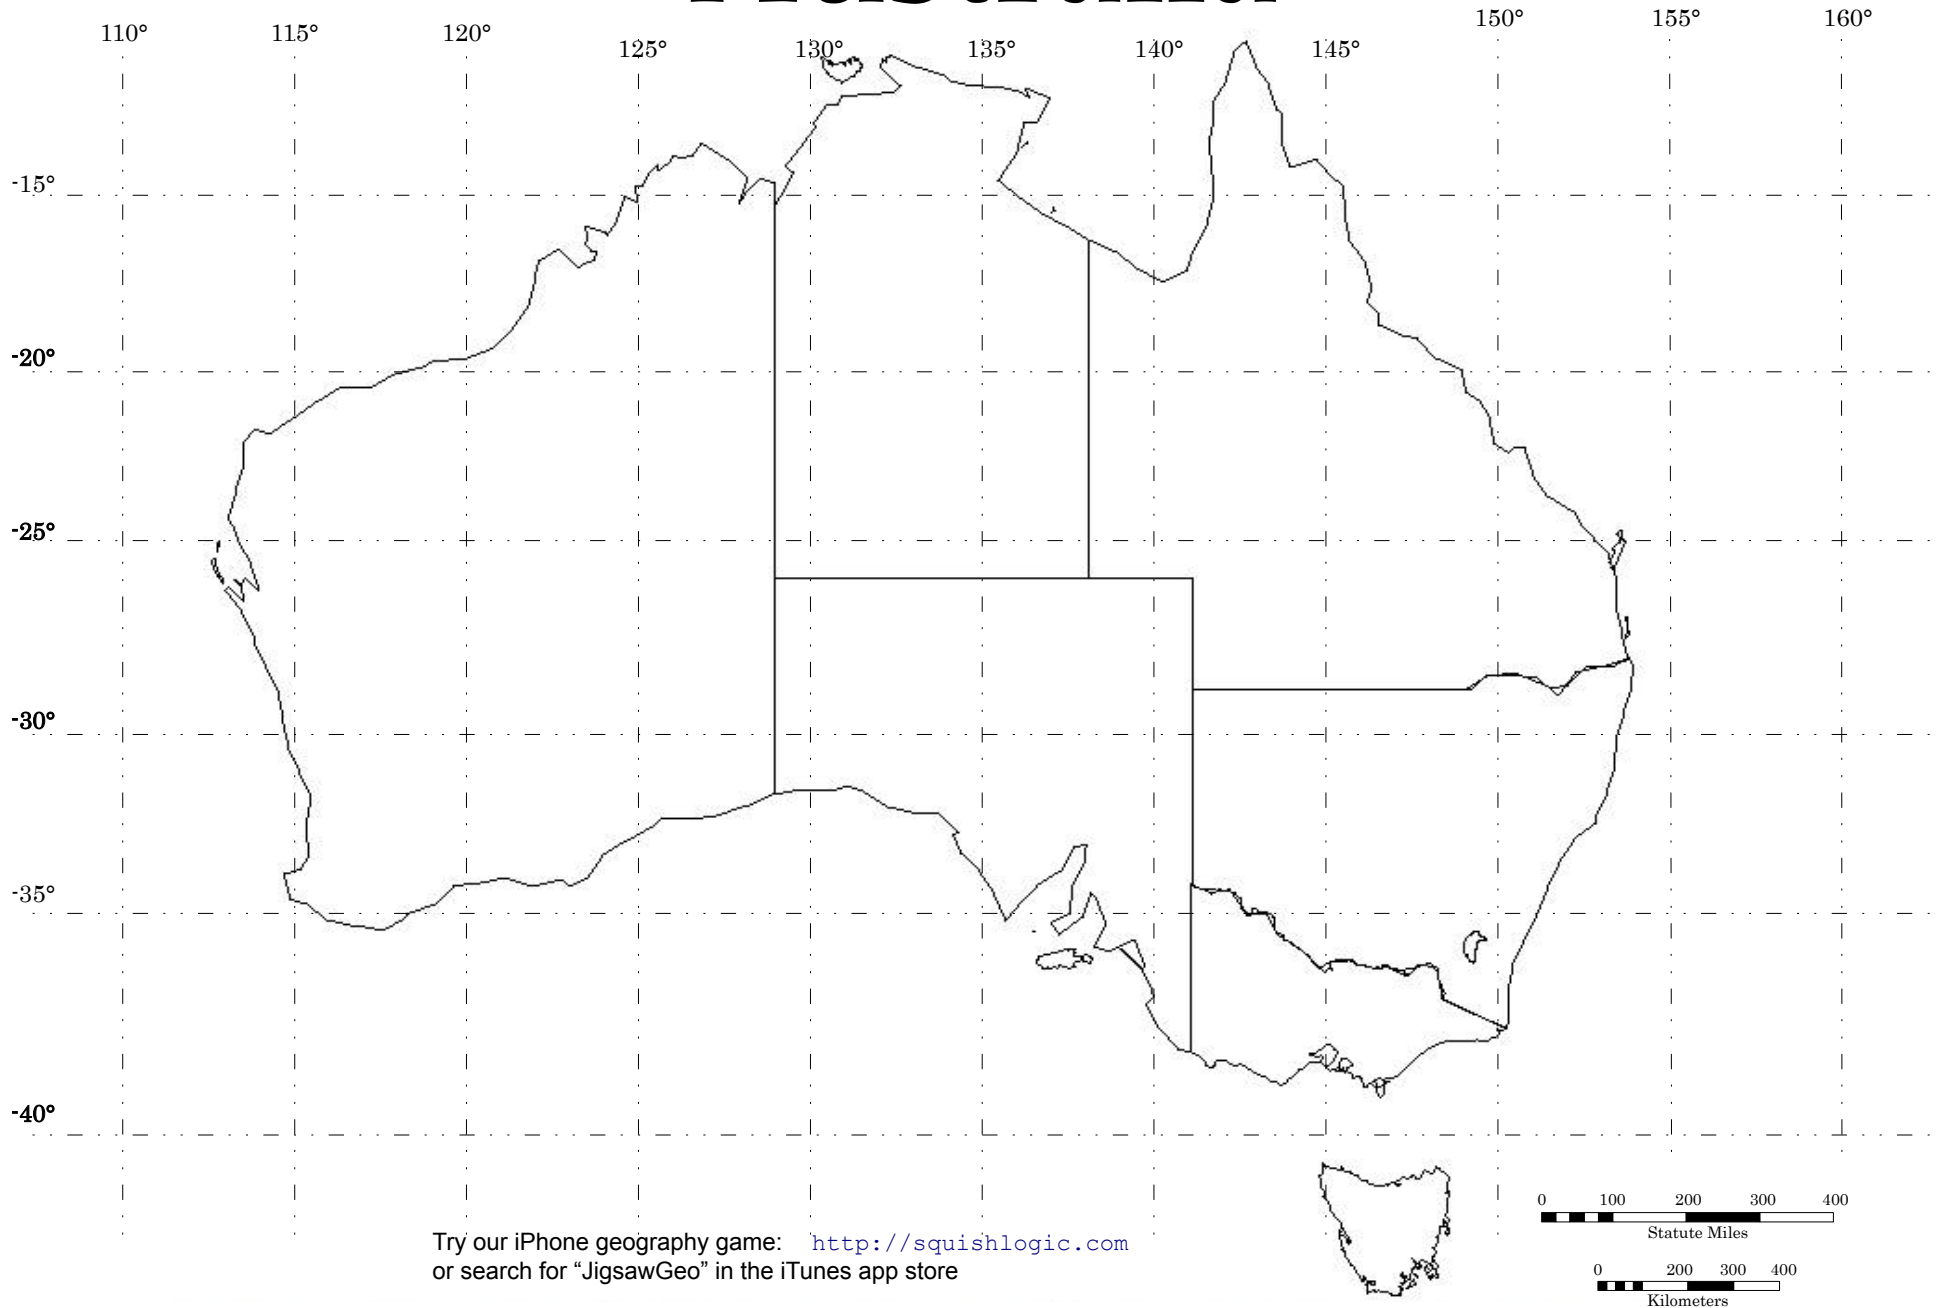 110° 115° 120° 125° 130° 135° 140° 145° 150° 155° 160°
-15°
-20°
-25°
-30°
-35°
-40°
0 100 200 300 400
Statute Miles
0 200 300 400
Kilometers
Try our iPhone geography game: http://squishlogic.com
or search for “JigsawGeo” in the iTunes app store